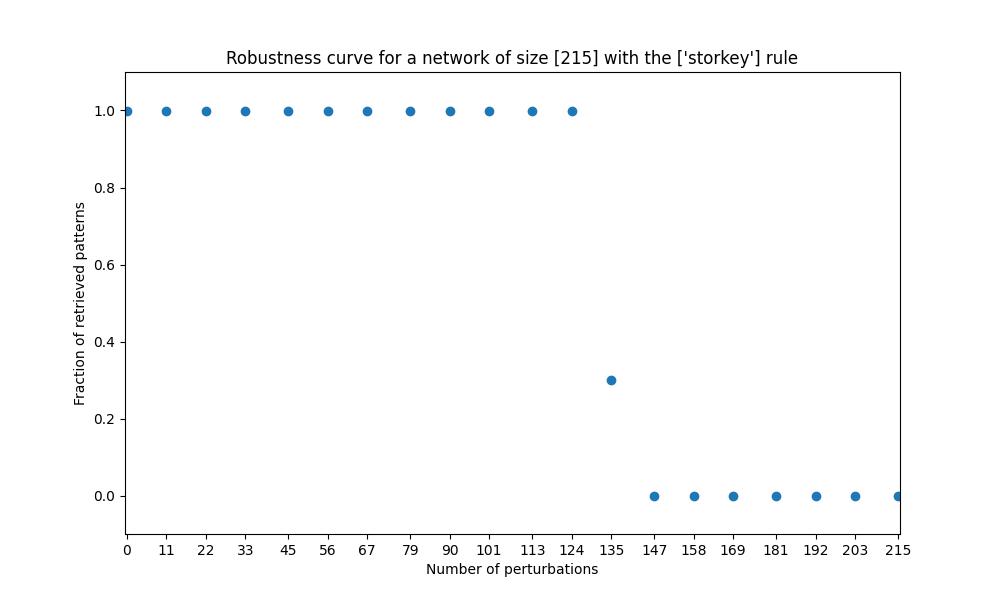 Robustness curve for a network of size [215] with the ['storkey'] rule
Fraction of retrieved patterns
1.0
0.8
0.6
0.4
0.2
0.0
0 11 22 33 45 56 67 79 90 101 113 124 135 147 158 169 181 192 203 215
Number of perturbations